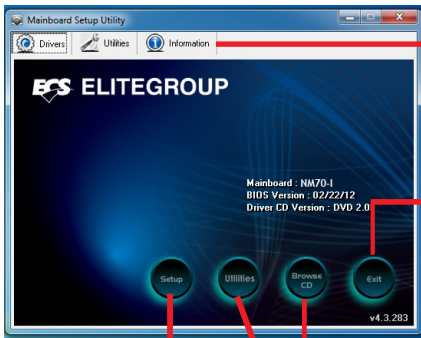 Mainboard Setup Utility
Drivers Utilities Information
ECS ELITEGROUP
Mainboard : NM70-I
BIOS Version : 02/22/12
Driver CD Version : DVD 2.0
Setup Utilities Browse CD Exit
v4.3.283